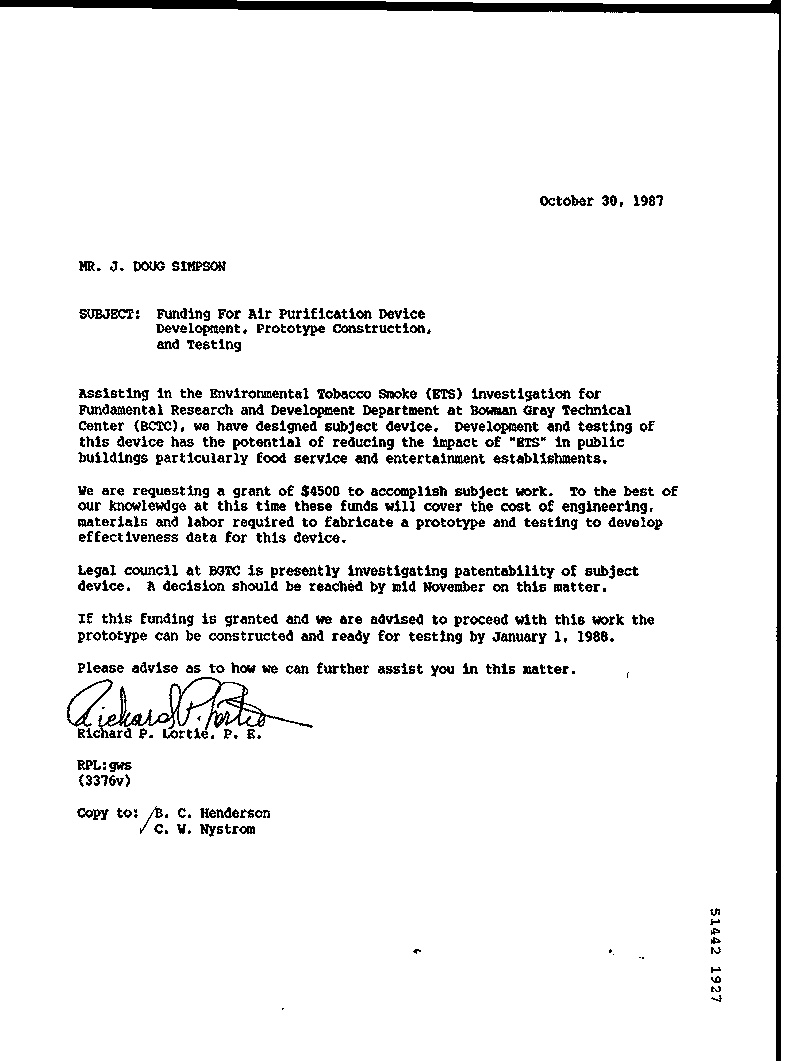 October 30, 1987
MR. J. DOUG SIMPSON
SUBJECT: Funding For Air Purification Device
Development, Prototype Construction,
and Testing
Assisting in the Environmental Tobacco Smoke (ETS) investigation for
Fundamental Research and Development Department at Bowman Gray Technical
Center (BGTC), we have designed subject device. Development and testing of
this device has the potential of reducing the impact of "ETS" in public
buildings particularly food service and entertainment establishments.
We are requesting a grant of $4500 to accomplish subject work. To the best of
our knowlewdge at this time these funds will cover the cost of engineering,
materials and labor required to fabricate a prototype and testing to develop
effectiveness data for this device.
Legal council at BGTC is presently investigating patentability of subject
device. A decision should be reached by mid November on this matter.
If this funding is granted and we are advised to proceed with this work the
prototype can be constructed and ready for testing by January 1, 1988.
Please advise as to how we can further assist you in this matter.
Richard P. Lortie
Richard P. Lortie, P. E.
RPL:gws
(3376v)
Copy to: B. C. Henderson
C. W. Nystrom
51442 1927